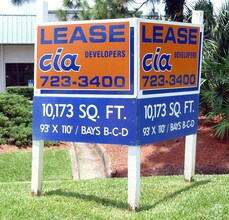 LEASE
cia DEVELOPERS
723-3400
10,173 SQ. FT.
93' X 110' / BAYS B-C-D
LEASE
cia DEVELOPERS
723-3400
10,173 SQ. FT.
93' X 110' / BAYS B-C-D